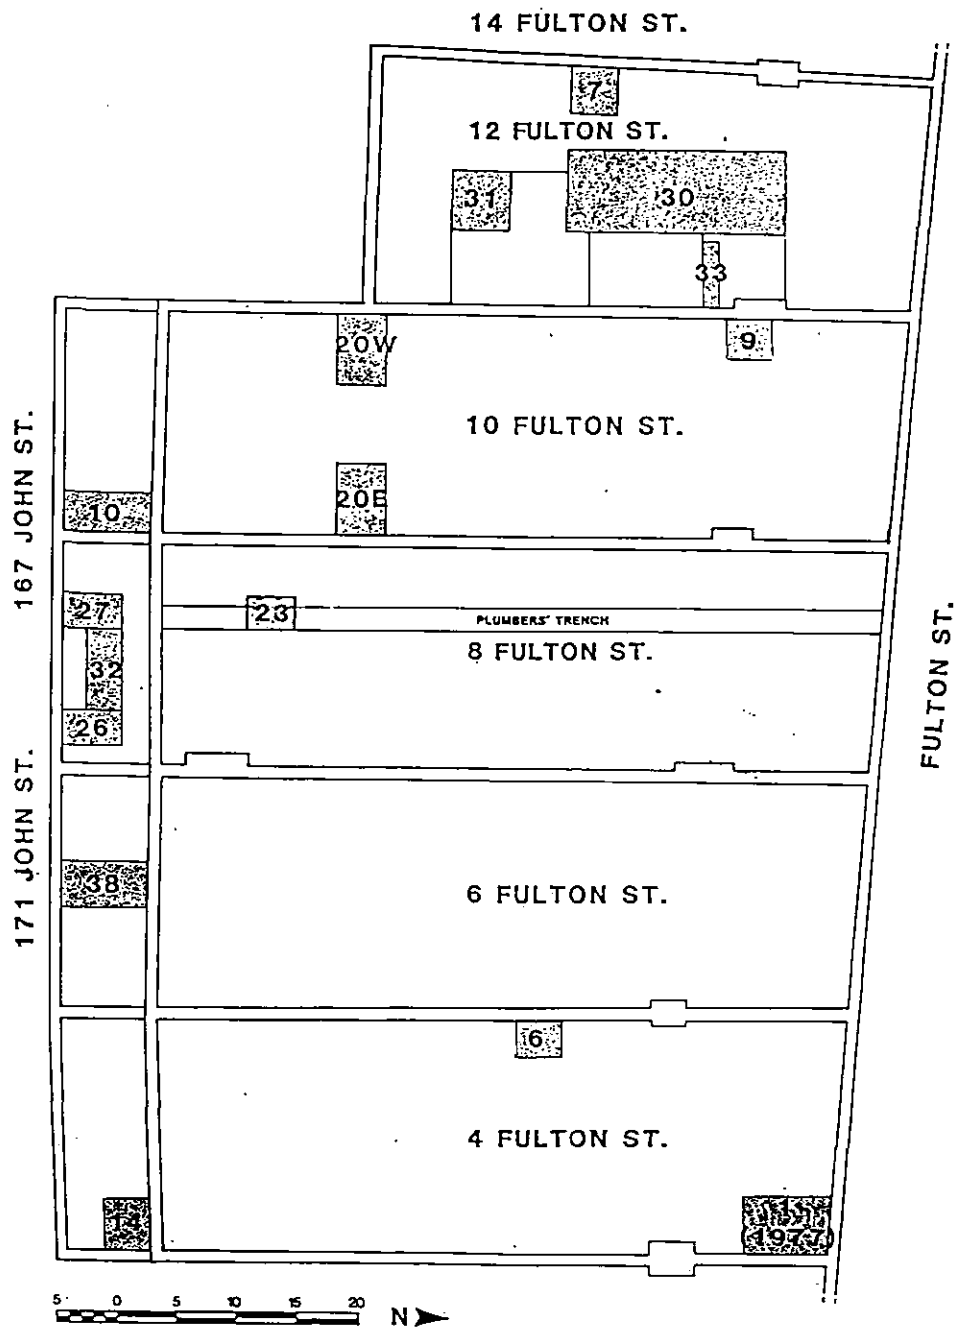 14 FULTON ST.
7
12 FULTON ST.
31
30
33
20W
9
10 FULTON ST.
167 JOHN ST.
20E
10
27
23
PLUMBERS' TRENCH
32
8 FULTON ST.
FULTON ST.
26
171 JOHN ST.
38
6 FULTON ST.
6
4 FULTON ST.
14
1
(1977)
5 0 5 10 15 20
N